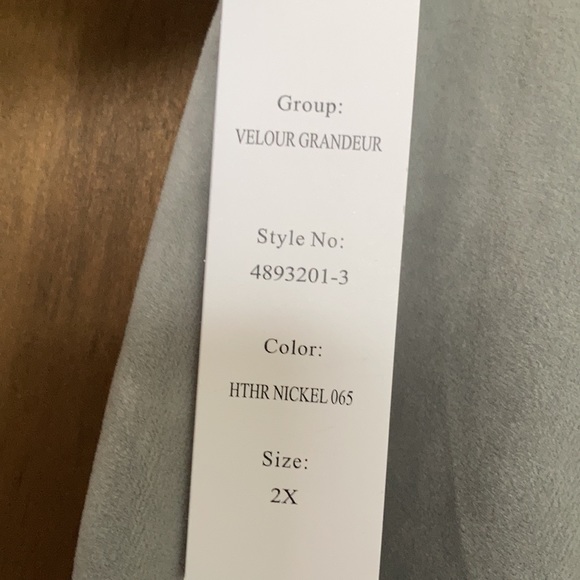 Group:
VELOUR GRANDEUR
Style No:
4893201-3
Color:
HTHR NICKEL 065
Size:
2X